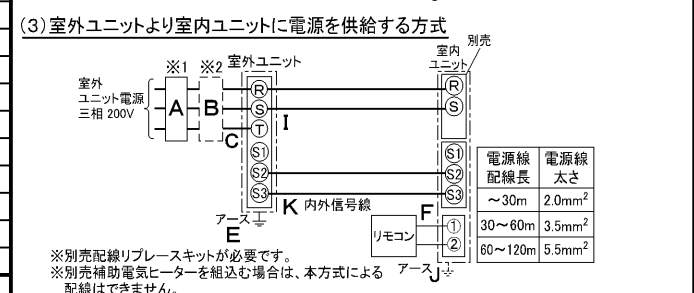 (3)室外ユニットより室内ユニットに電源を供給する方式
別売
室内
ユニット
※1 ※2 室外ユニット
室外
ユニット電源
三相 200V
A B
C
R
S
T
S1
S2
S3
I
R
S
S1
S2
S3
K 内外信号線
アース
E
F
リモコン
①
②
アース J
電源線
配線長
電源線
太さ
～30m 2.0mm²
30～60m 3.5mm²
60～120m 5.5mm²
※別売配線リプレースキットが必要です。
※別売補助電気ヒーターを組込む場合は、本方式による
配線はできません。